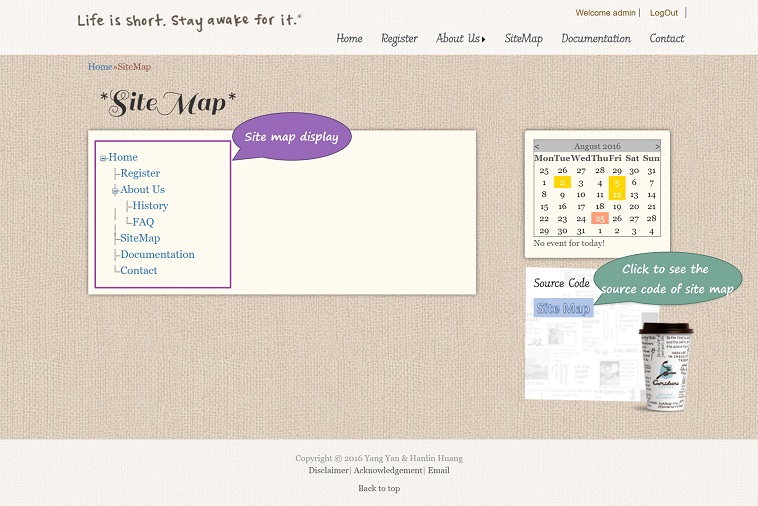 Life is short. Stay awake for it.®
Welcome admin | LogOut |
Home Register About Us SiteMap Documentation Contact
Home»SiteMap
*Site Map*
Site map display
Home
Register
About Us
History
FAQ
SiteMap
Documentation
Contact
< August 2016 >
Mon Tue Wed Thu Fri Sat Sun
25 26 27 28 29 30 31
1 2 3 4 5 6 7
8 9 10 11 12 13 14
15 16 17 18 19 20 21
22 23 24 25 26 27 28
29 30 31 1 2 3 4
No event for today!
Click to see the
source code of site map
Source Code
Site Map
Caribou
Copyright © 2016 Yang Yan & Hanlin Huang
Disclaimer| Acknowledgement| Email
Back to top